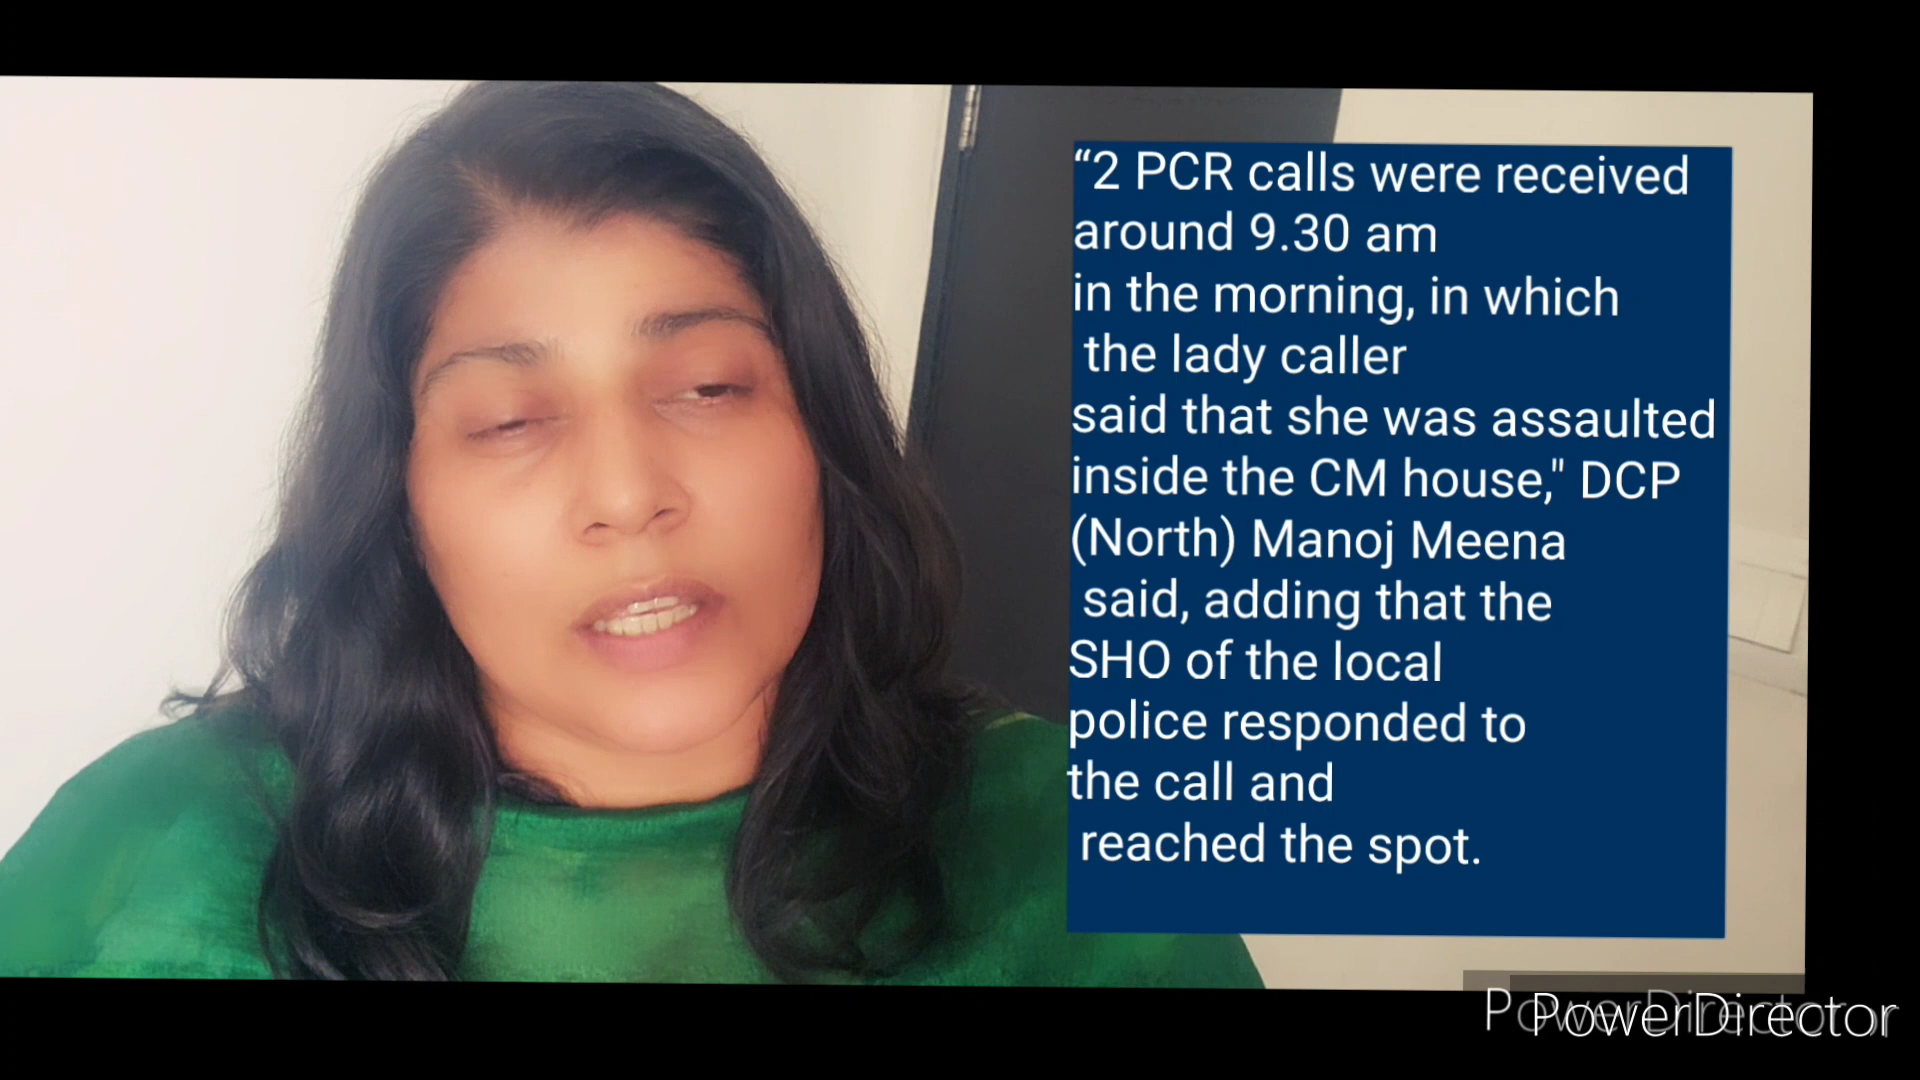 “2 PCR calls were received
around 9.30 am
in the morning, in which
the lady caller
said that she was assaulted
inside the CM house," DCP
(North) Manoj Meena
said, adding that the
SHO of the local
police responded to
the call and
reached the spot.
PowerDirector
PowerDirector